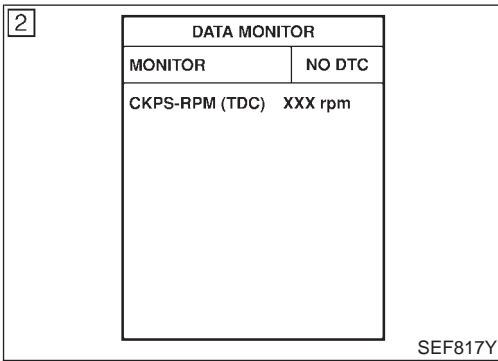 2
DATA MONITOR
MONITOR NO DTC
CKPS-RPM (TDC) XXX rpm
SEF817Y